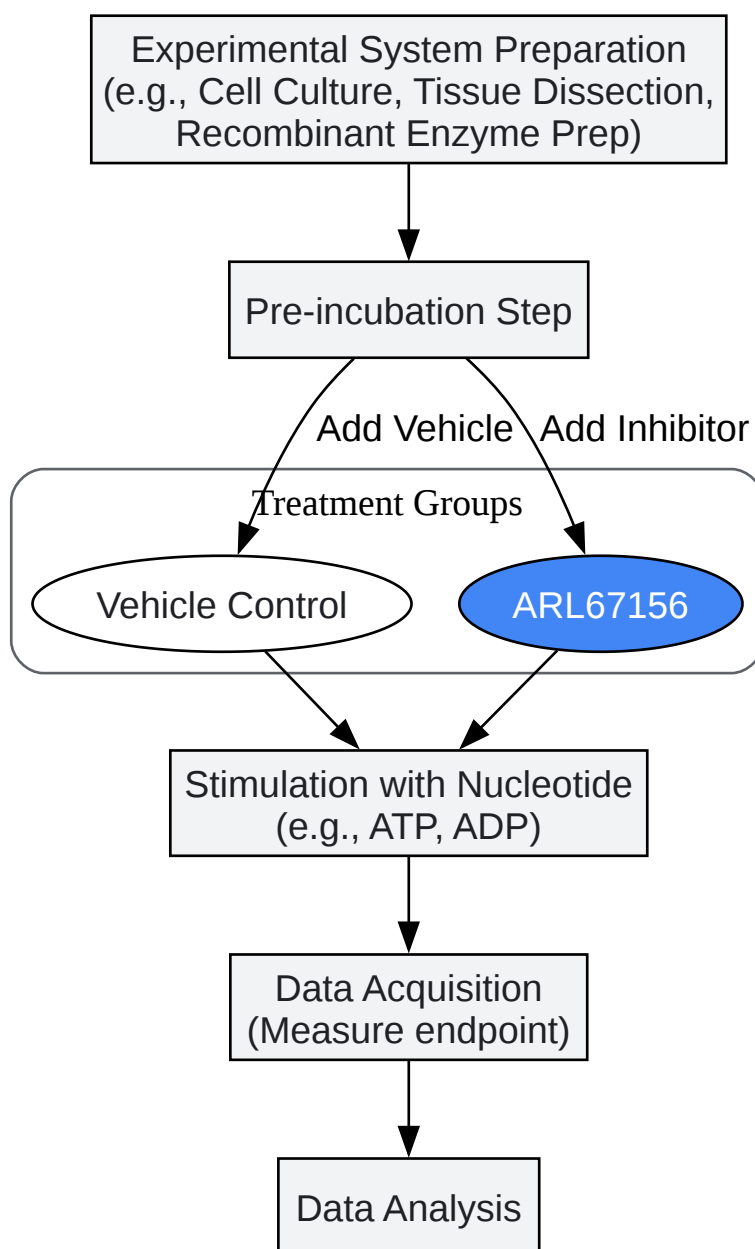 Experimental System Preparation
(e.g., Cell Culture, Tissue Dissection,
Recombinant Enzyme Prep)
Pre-incubation Step
Add Vehicle
Add Inhibitor
Treatment Groups
Vehicle Control
ARL67156
Stimulation with Nucleotide
(e.g., ATP, ADP)
Data Acquisition
(Measure endpoint)
Data Analysis